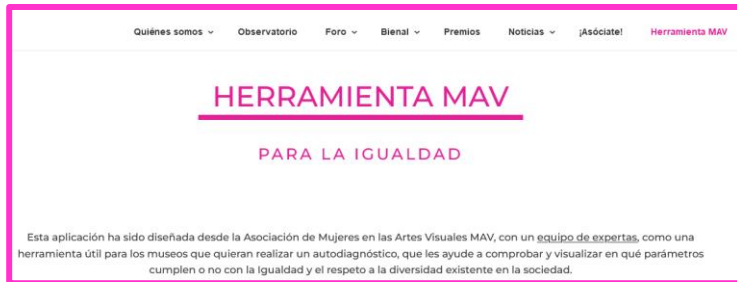 Quiénes somos Observatorio Foro Bienal Premios Noticias ¡Asóciate! Herramienta MAV
HERRAMIENTA MAV
PARA LA IGUALDAD
Esta aplicación ha sido diseñada desde la Asociación de Mujeres en las Artes Visuales MAV, con un equipo de expertas, como una
herramienta útil para los museos que quieran realizar un autodiagnóstico, que les ayude a comprobar y visualizar en qué parámetros
cumplen o no con la Igualdad y el respeto a la diversidad existente en la sociedad.